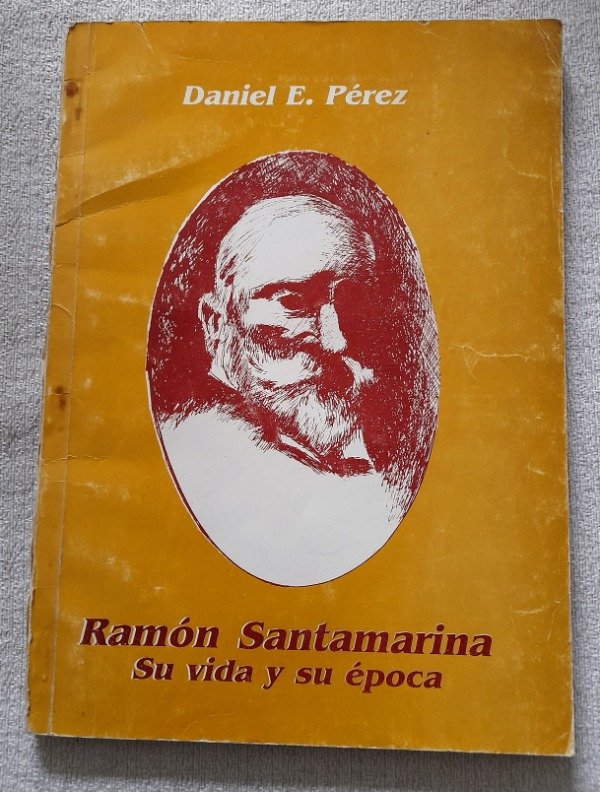 Daniel E. Pérez
Ramón Santamarina
Su vida y su época